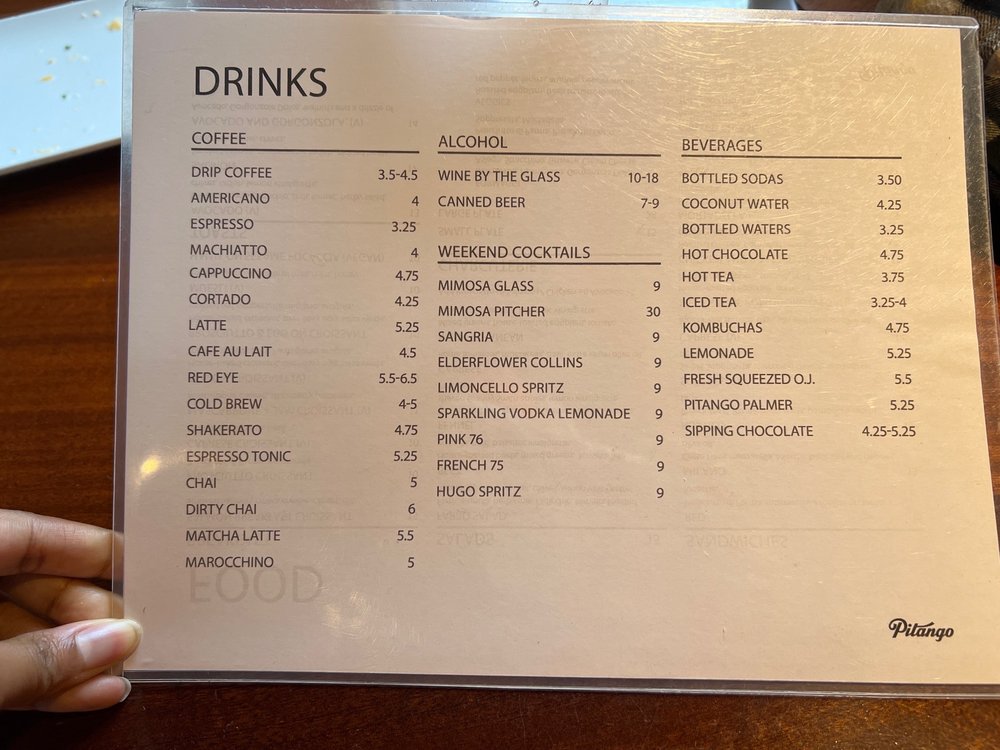 DRINKS
COFFEE
DRIP COFFEE 3.5-4.5
AMERICANO 4
ESPRESSO 3.25
MACHIATTO 4
CAPPUCCINO 4.75
CORTADO 4.25
LATTE 5.25
CAFE AU LAIT 4.5
RED EYE 5.5-6.5
COLD BREW 4-5
SHAKERATO 4.75
ESPRESSO TONIC 5.25
CHAI 5
DIRTY CHAI 6
MATCHA LATTE 5.5
MAROCCHINO 5
ALCOHOL
WINE BY THE GLASS 10-18
CANNED BEER 7-9
WEEKEND COCKTAILS
MIMOSA GLASS 9
MIMOSA PITCHER 30
SANGRIA 9
ELDERFLOWER COLLINS 9
LIMONCELLO SPRITZ 9
SPARKLING VODKA LEMONADE 9
PINK 76 9
FRENCH 75 9
HUGO SPRITZ 9
BEVERAGES
BOTTLED SODAS 3.50
COCONUT WATER 4.25
BOTTLED WATERS 3.25
HOT CHOCOLATE 4.75
HOT TEA 3.75
ICED TEA 3.25-4
KOMBUCHAS 4.75
LEMONADE 5.25
FRESH SQUEEZED O.J. 5.5
PITANGO PALMER 5.25
SIPPING CHOCOLATE 4.25-5.25
Pitango
FOOD
SALADS
SANDWICHES